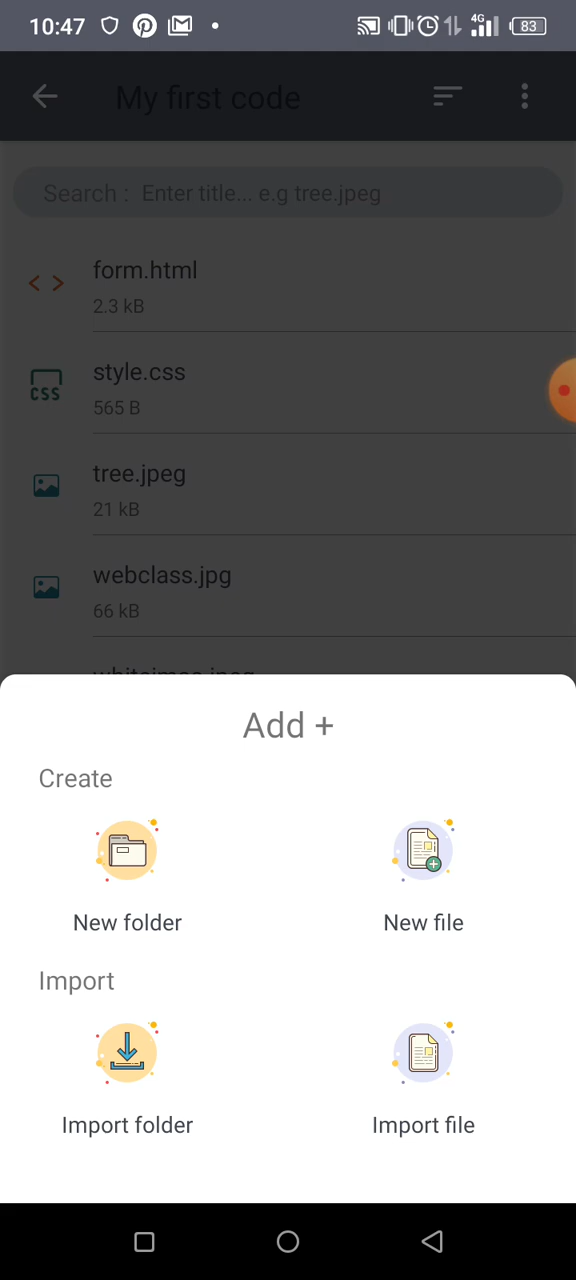 10:47
4G
83
My first code
Search : Enter title... e.g tree.jpeg
form.html
2.3 kB
CSS
style.css
565 B
tree.jpeg
21 kB
webclass.jpg
66 kB
Add +
Create
New folder
New file
Import
Import folder
Import file